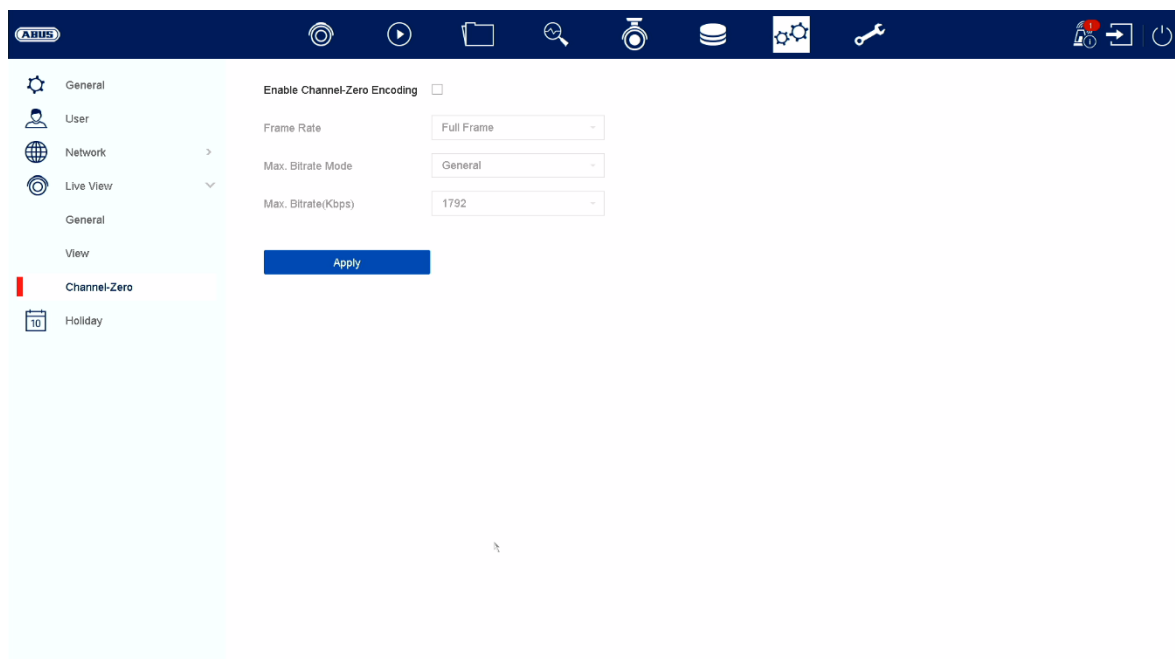 ABUS
1
General
User
Network
Live View
General
View
Channel-Zero
10
Holiday
Enable Channel-Zero Encoding
Frame Rate Full Frame
Max. Bitrate Mode General
Max. Bitrate(Kbps) 1792
Apply